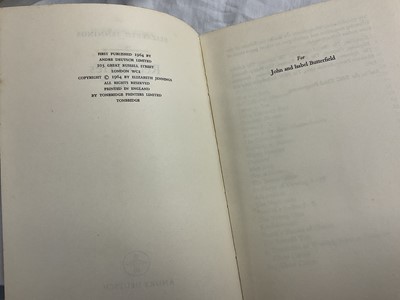 FIRST PUBLISHED 1964 BY
ANDRE DEUTSCH LIMITED
105 GREAT RUSSELL STREET
LONDON WC1
COPYRIGHT © 1964 BY ELIZABETH JENNINGS
ALL RIGHTS RESERVED
PRINTED IN ENGLAND
BY TONBRIDGE PRINTERS LIMITED
TONBRIDGE
For
John and Isabel Butterfield